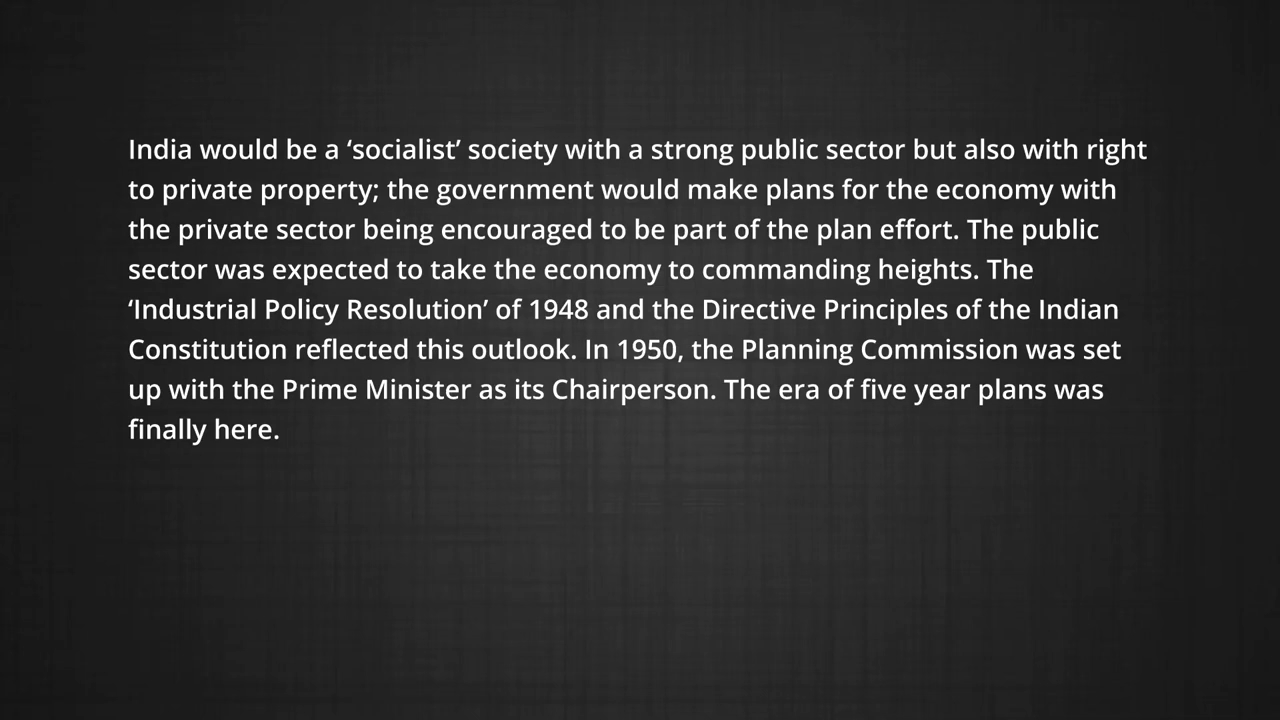 India would be a ‘socialist’ society with a strong public sector but also with right
to private property; the government would make plans for the economy with
the private sector being encouraged to be part of the plan effort. The public
sector was expected to take the economy to commanding heights. The
‘Industrial Policy Resolution’ of 1948 and the Directive Principles of the Indian
Constitution reflected this outlook. In 1950, the Planning Commission was set
up with the Prime Minister as its Chairperson. The era of five year plans was
finally here.